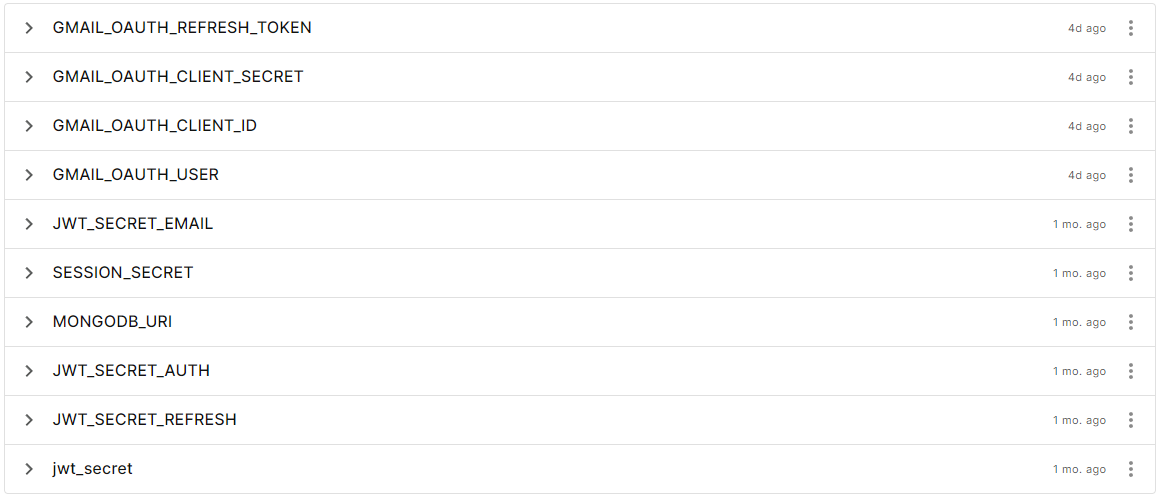 GMAIL_OAUTH_REFRESH_TOKEN 4d ago
GMAIL_OAUTH_CLIENT_SECRET 4d ago
GMAIL_OAUTH_CLIENT_ID 4d ago
GMAIL_OAUTH_USER 4d ago
JWT_SECRET_EMAIL 1 mo. ago
SESSION_SECRET 1 mo. ago
MONGODB_URI 1 mo. ago
JWT_SECRET_AUTH 1 mo. ago
JWT_SECRET_REFRESH 1 mo. ago
jwt_secret 1 mo. ago